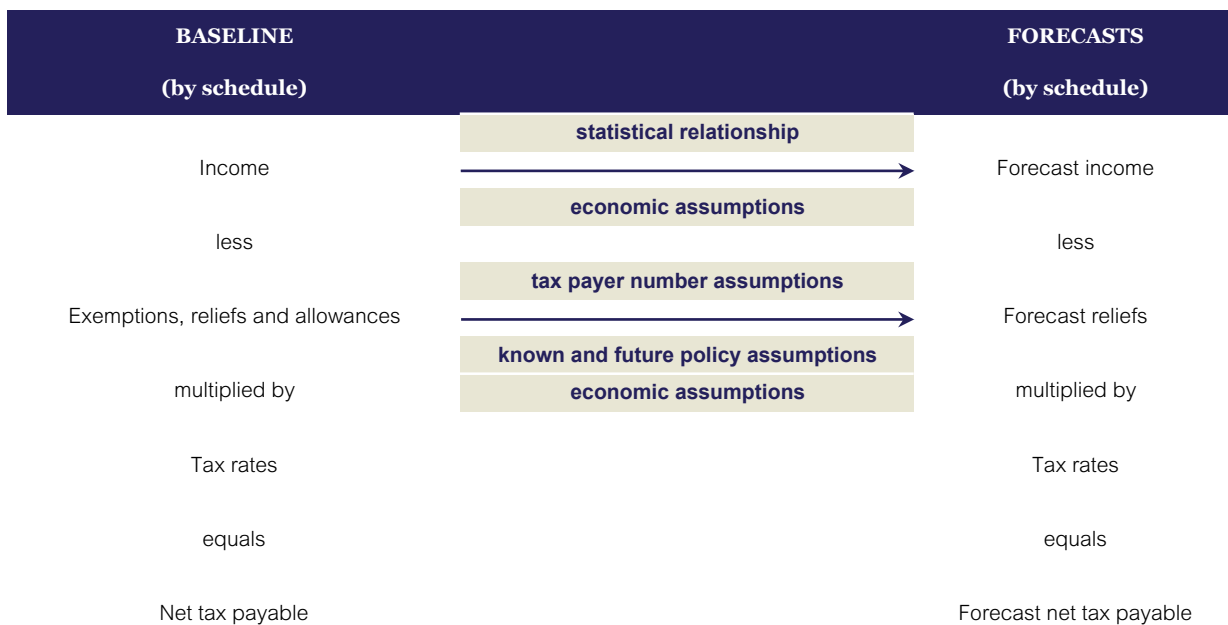 BASELINE
FORECASTS
(by schedule)
(by schedule)
statistical relationship
Income
Forecast income
economic assumptions
less
less
tax payer number assumptions
Exemptions, reliefs and allowances
Forecast reliefs
known and future policy assumptions
multiplied by
economic assumptions
multiplied by
Tax rates
Tax rates
equals
equals
Net tax payable
Forecast net tax payable